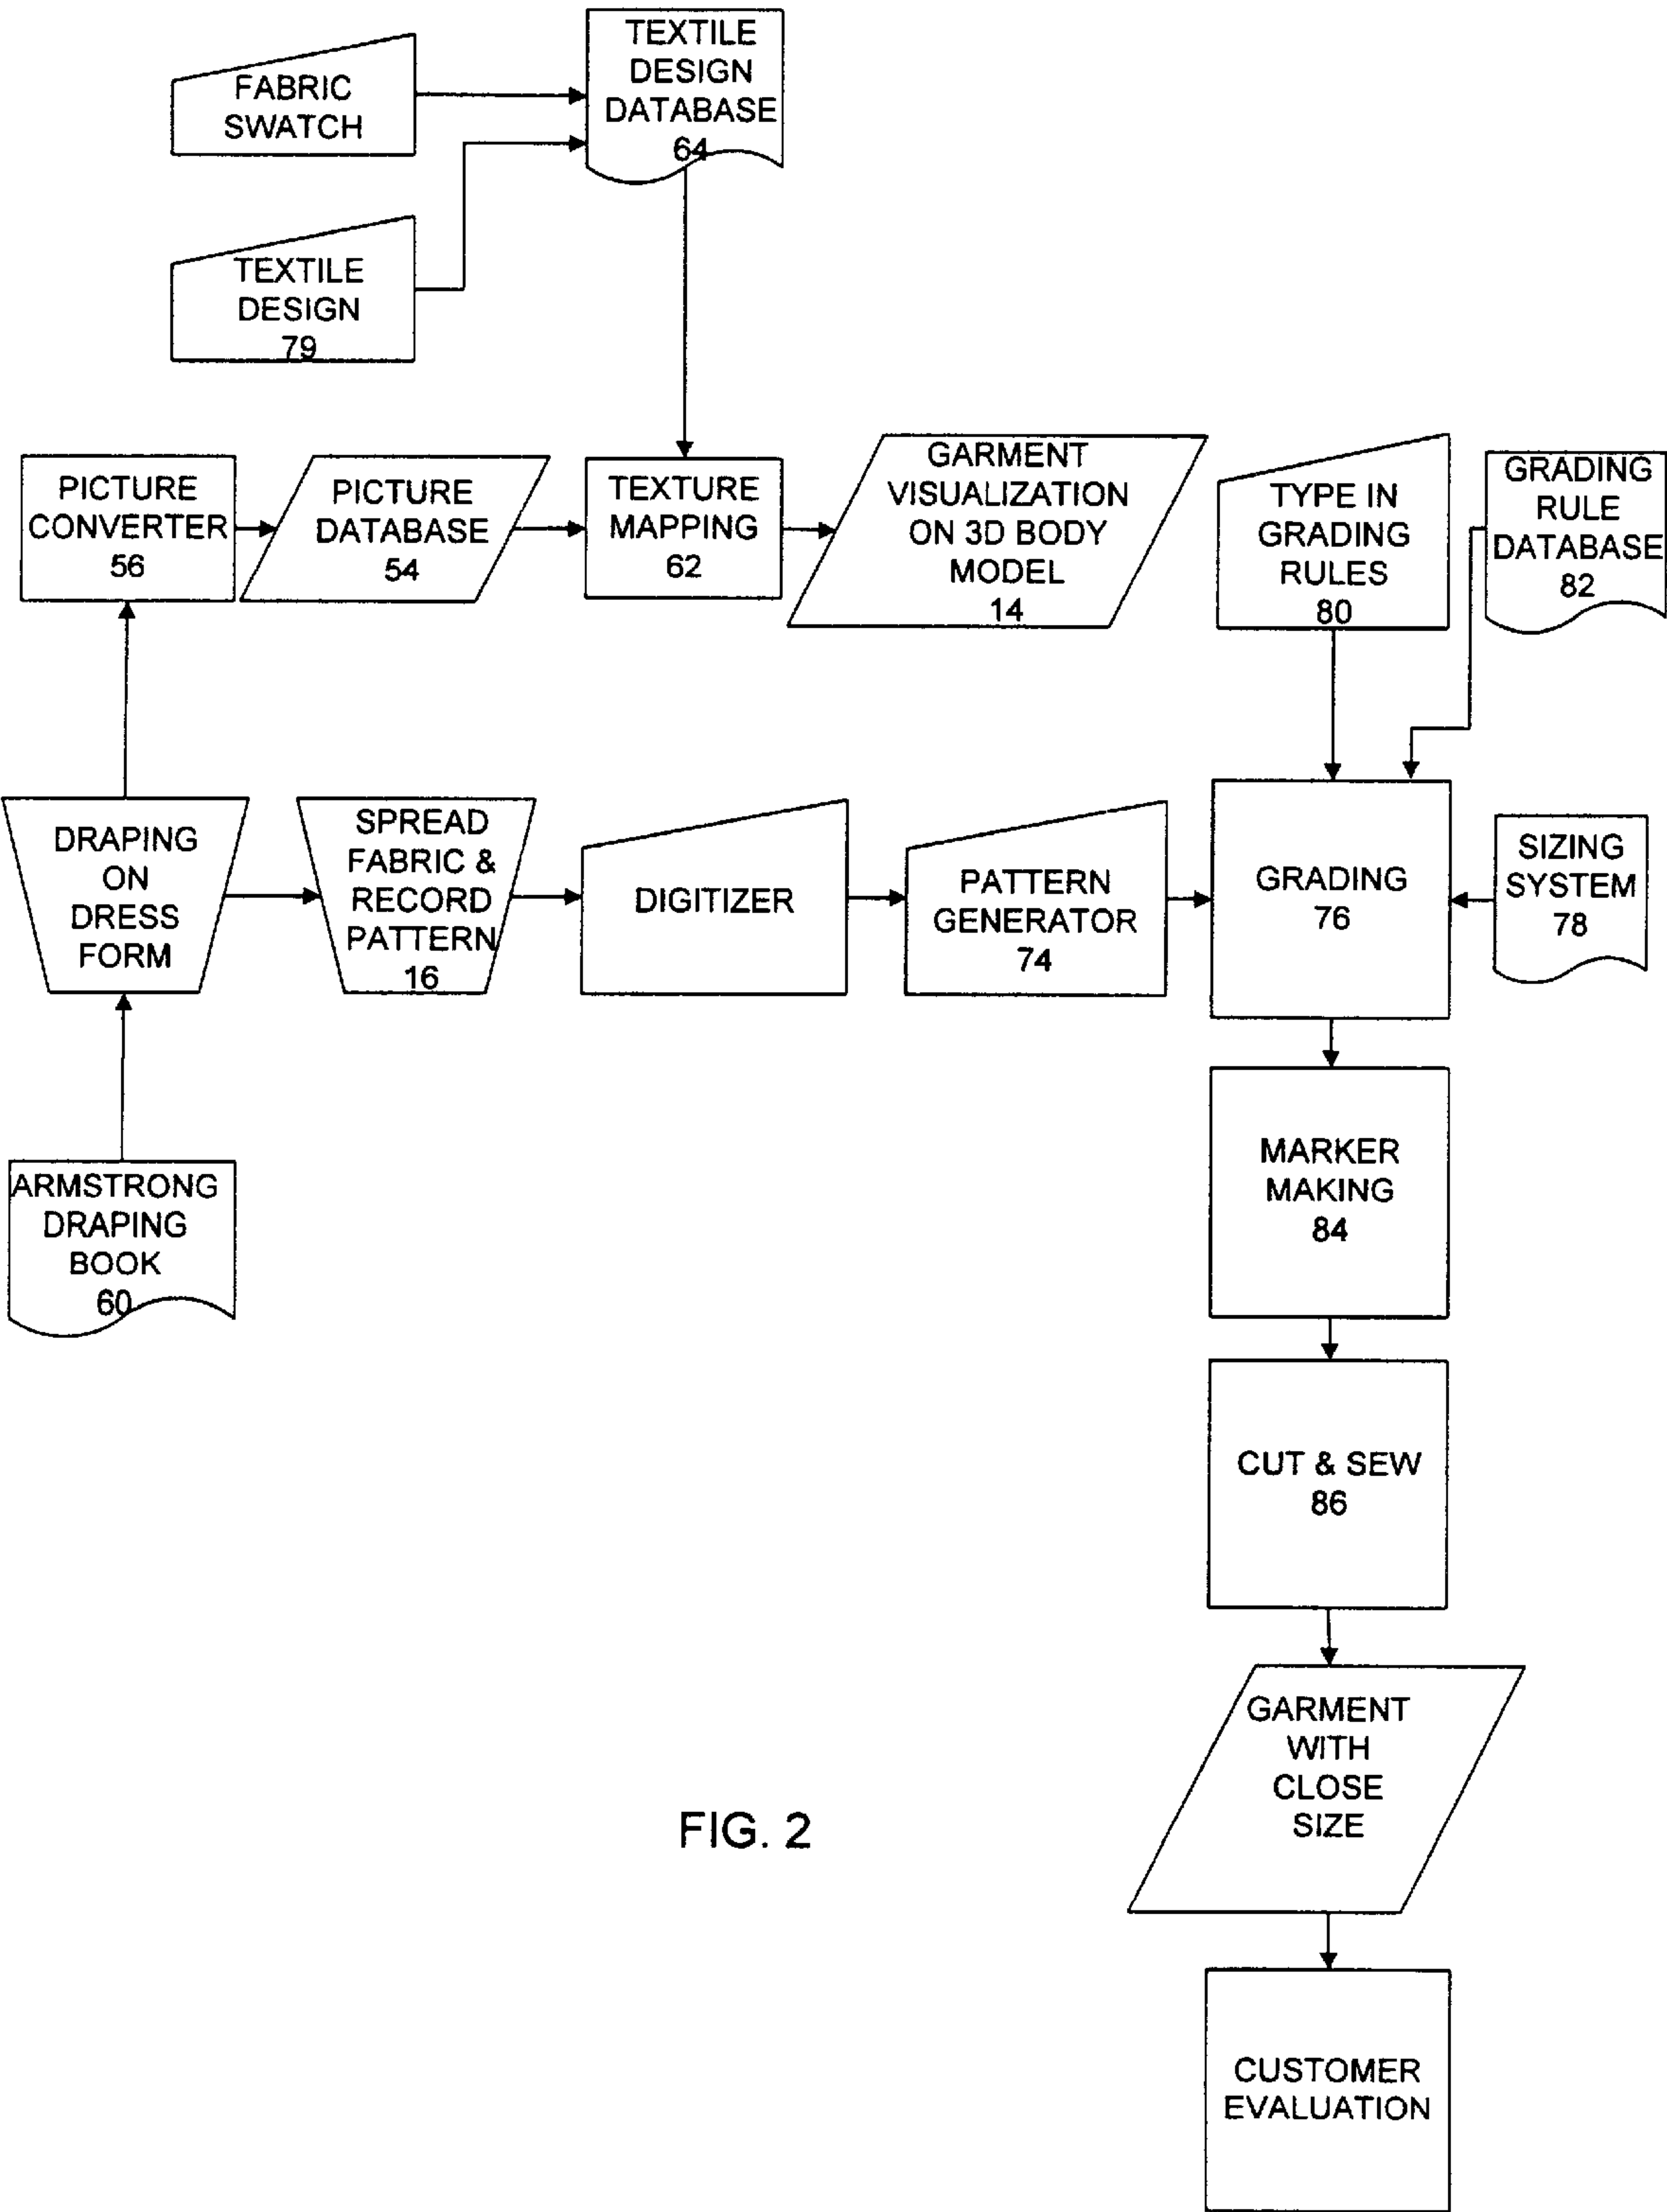 FABRIC
SWATCH
TEXTILE
DESIGN
DATABASE
64
TEXTILE
DESIGN
79
PICTURE
CONVERTER
56
PICTURE
DATABASE
54
TEXTURE
MAPPING
62
GARMENT
VISUALIZATION
ON 3D BODY
MODEL
14
TYPE IN
GRADING
RULES
80
GRADING
RULE
DATABASE
82
DRAPING
ON
DRESS
FORM
SPREAD
FABRIC &
RECORD
PATTERN
16
DIGITIZER
PATTERN
GENERATOR
74
GRADING
76
SIZING
SYSTEM
78
ARMSTRONG
DRAPING
BOOK
60
MARKER
MAKING
84
CUT & SEW
86
GARMENT
WITH
CLOSE
SIZE
FIG. 2
CUSTOMER
EVALUATION